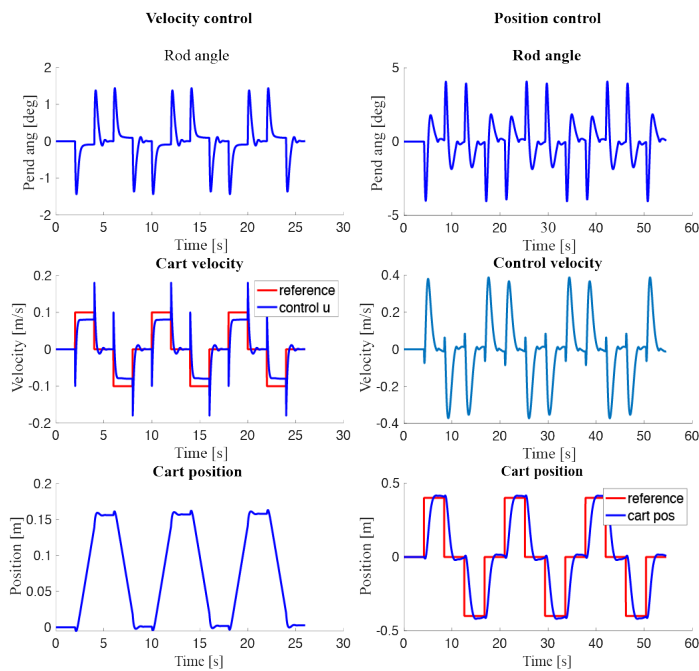 Velocity control
Position control
Rod angle
2
1
0
-1
-2
Pend ang [deg]
0
5
10
15
20
25
30
Time [s]
Rod angle
5
0
-5
Pend ang [deg]
0
10
20
30
40
50
60
Time [s]
Cart velocity
0.2
0.1
0
-0.1
-0.2
Velocity [m/s]
reference
control u
0
5
10
15
20
25
30
Time [s]
Control velocity
0.4
0.2
0
-0.2
-0.4
Velocity [m/s]
0
10
20
30
40
50
60
Time [s]
Cart position
0.2
0.15
0.1
0.05
0
Position [m]
0
5
10
15
20
25
30
Time [s]
Cart position
0.5
0
-0.5
Position [m]
reference
cart pos
0
10
20
30
40
50
60
Time [s]